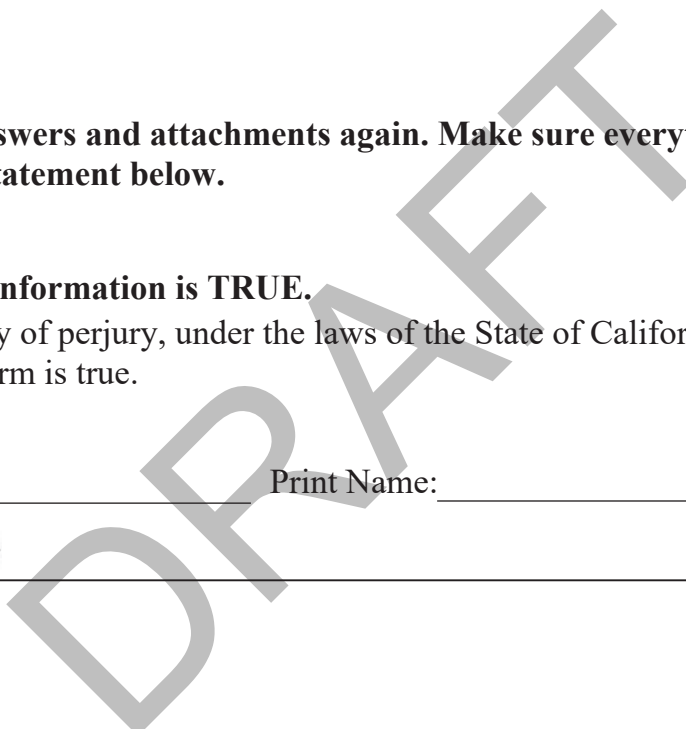 swers and attachments again. Make sure every
tatement below.
nformation is TRUE.
y of perjury, under the laws of the State of Califor
rm is true.
Print Name:
DRAFT